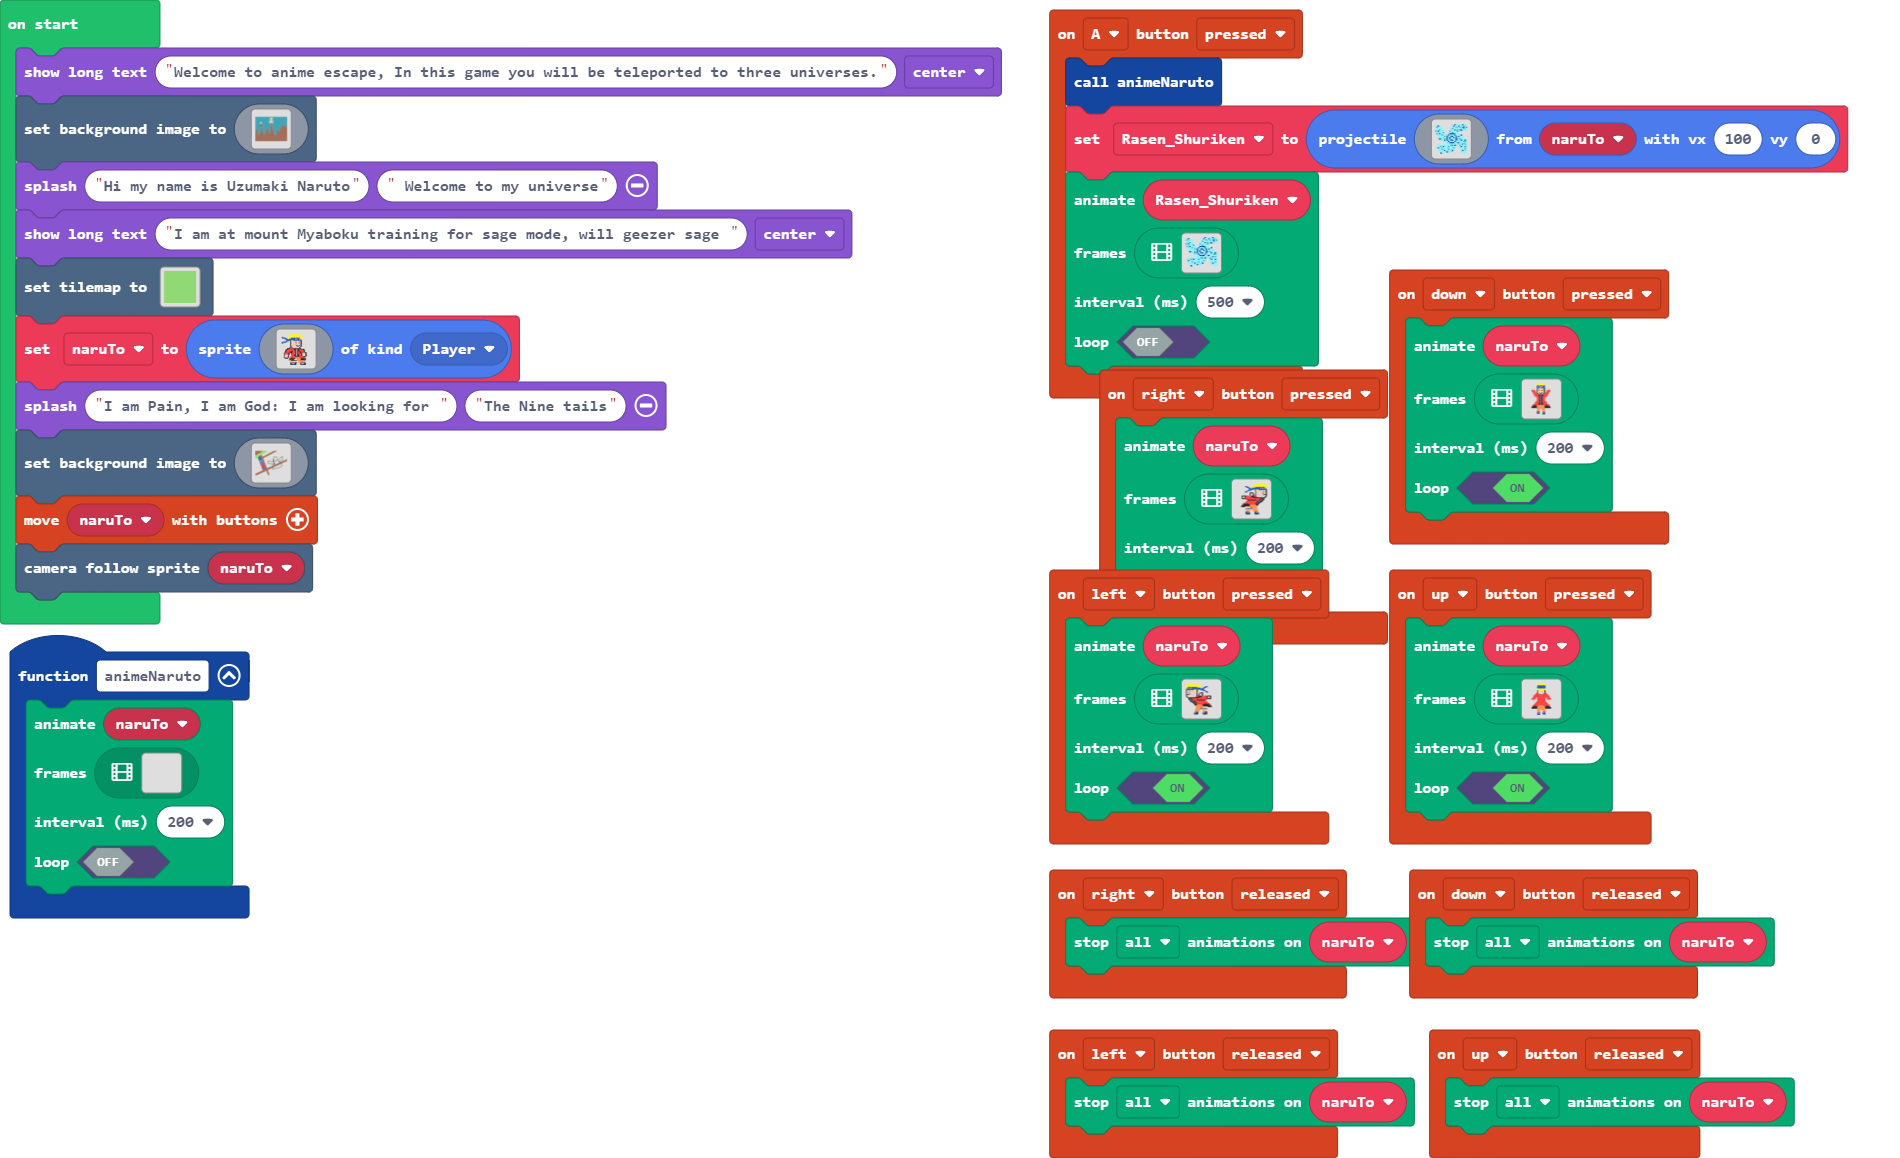 on start
show long text "Welcome to anime escape, In this game you will be teleported to three universes." center
set background image to
splash "Hi my name is Uzumaki Naruto" " Welcome to my universe"
show long text "I am at mount Myaboku training for sage mode, will geezer sage " center
set tilemap to
set naruTo to sprite of kind Player
splash "I am Pain, I am God: I am looking for " "The Nine tails"
set background image to
move naruTo with buttons
camera follow sprite naruTo
function animeNaruto
animate naruTo
frames
interval (ms) 200
loop OFF
on A button pressed
call animeNaruto
set Rasen_Shuriken to projectile from naruTo with vx 100 vy 0
animate Rasen_Shuriken
frames
interval (ms) 500
loop OFF
on down button pressed
animate naruTo
frames
interval (ms) 200
loop ON
on right button pressed
animate naruTo
frames
interval (ms) 200
on left button pressed
animate naruTo
frames
interval (ms) 200
loop ON
on up button pressed
animate naruTo
frames
interval (ms) 200
loop ON
on right button released
stop all animations on naruTo
on down button released
stop all animations on naruTo
on left button released
stop all animations on naruTo
on up button released
stop all animations on naruTo